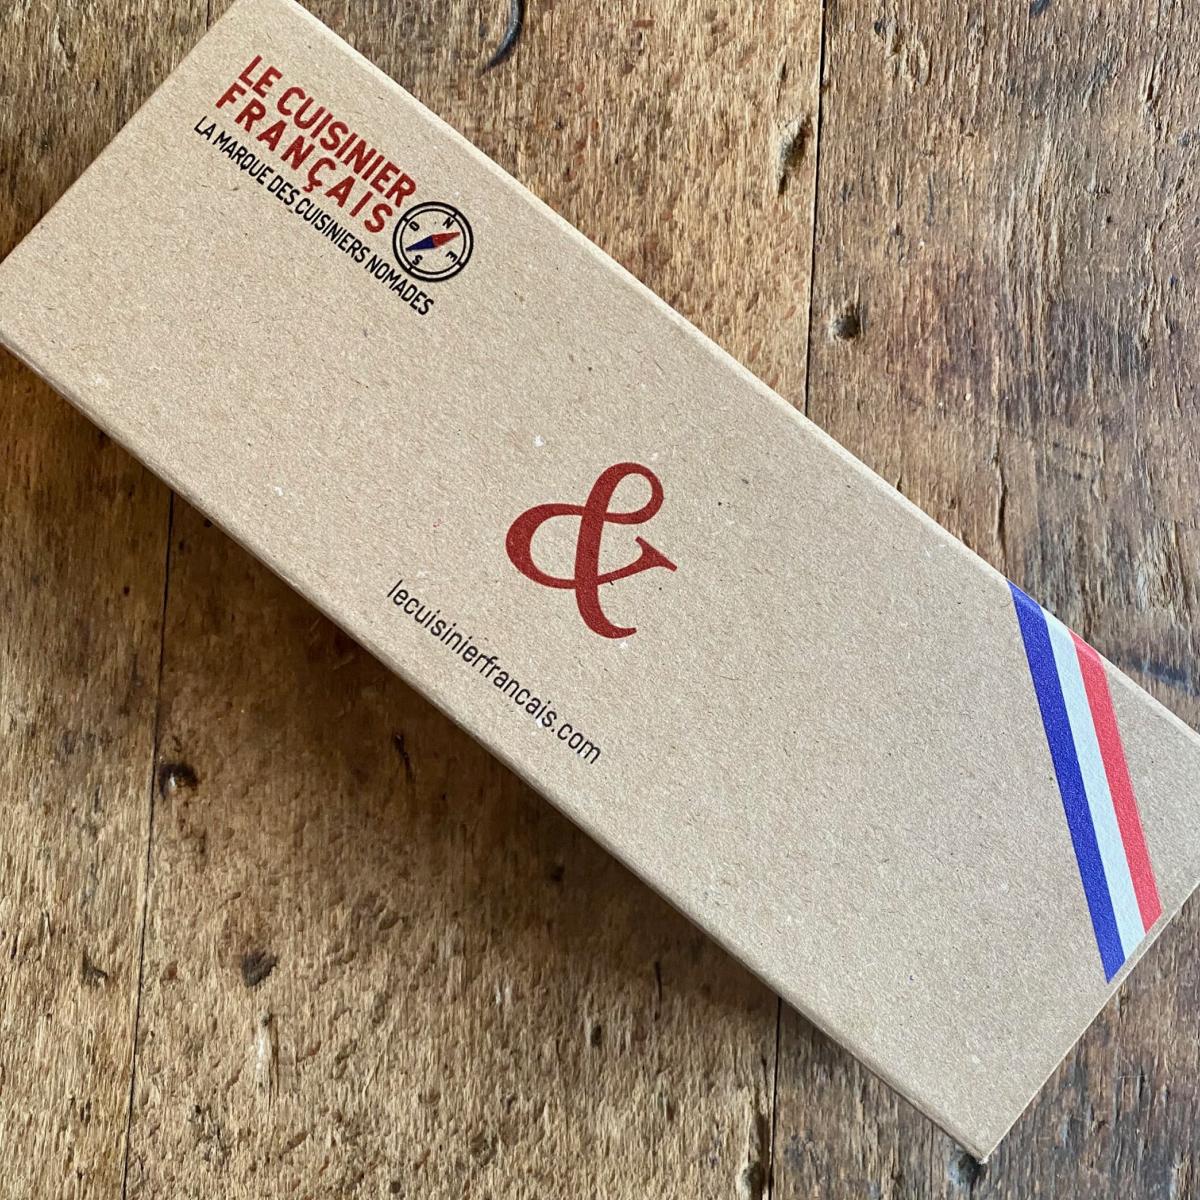 LE CUISINIER
FRANÇAIS
LA MARQUE DES CUISINIERS NOMADES
N
O
E
S
&
lecuisinierfrancais.com